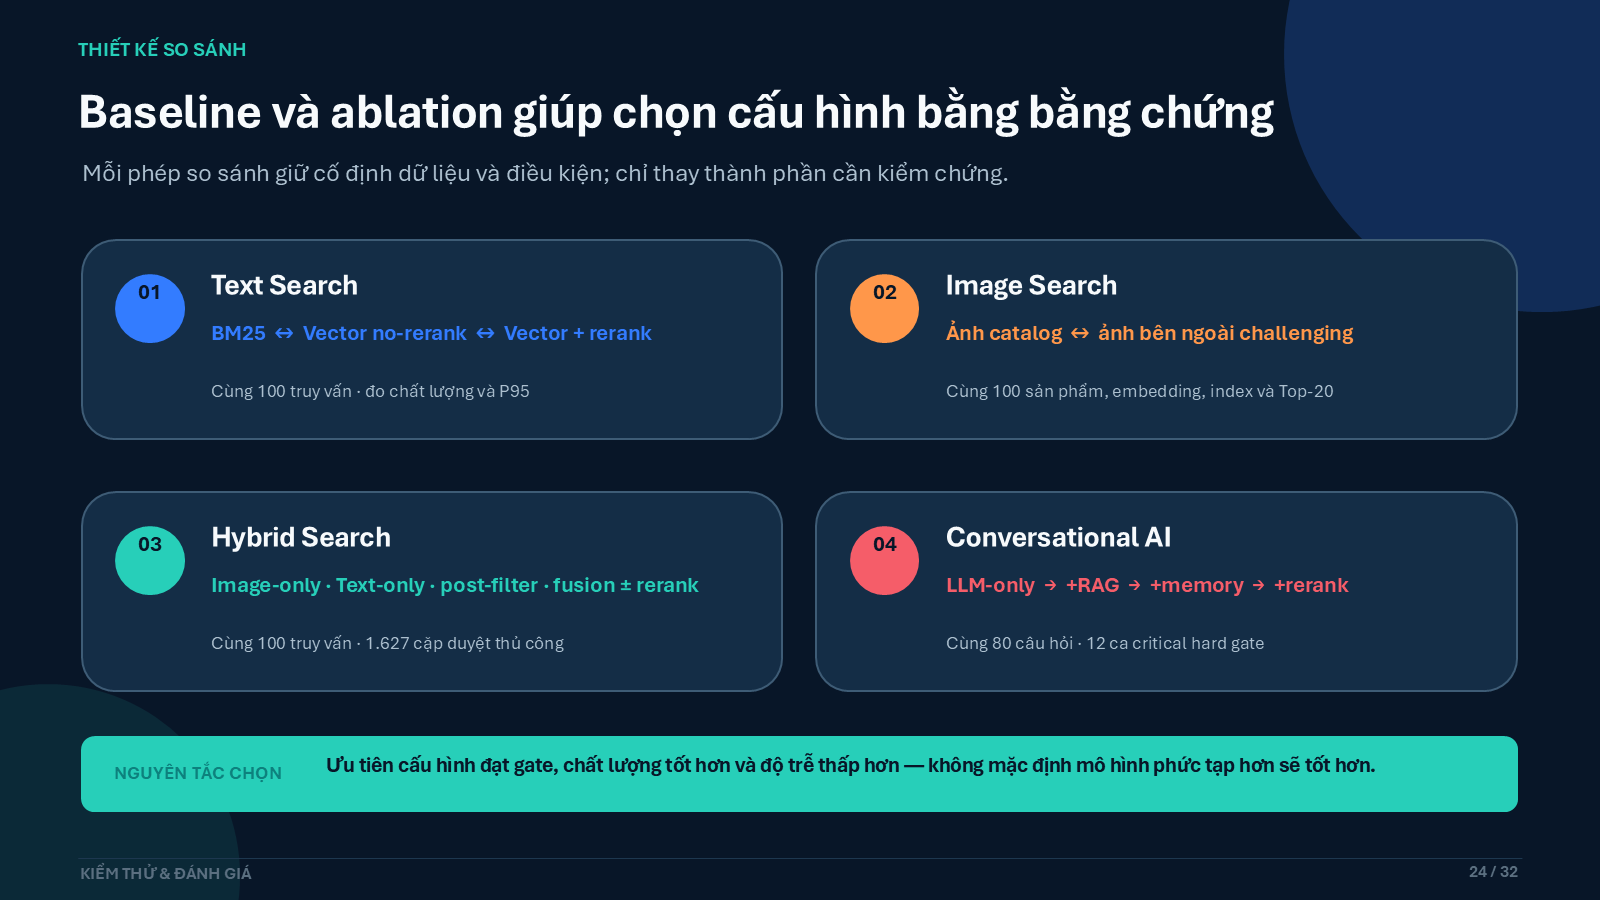 THIẾT KẾ SO SÁNH
Baseline và ablation giúp chọn cấu hình bằng bằng chứng
Mỗi phép so sánh giữ cố định dữ liệu và điều kiện; chỉ thay thành phần cần kiểm chứng.
01
Text Search
BM25 ↔ Vector no-rerank ↔ Vector + rerank
Cùng 100 truy vấn · đo chất lượng và P95
02
Image Search
Ảnh catalog ↔ ảnh bên ngoài challenging
Cùng 100 sản phẩm, embedding, index và Top-20
03
Hybrid Search
Image-only · Text-only · post-filter · fusion ± rerank
Cùng 100 truy vấn · 1.627 cặp duyệt thủ công
04
Conversational AI
LLM-only → +RAG → +memory → +rerank
Cùng 80 câu hỏi · 12 ca critical hard gate
NGUYÊN TẮC CHỌN
Ưu tiên cấu hình đạt gate, chất lượng tốt hơn và độ trễ thấp hơn — không mặc định mô hình phức tạp hơn sẽ tốt hơn.
KIỂM THỬ & ĐÁNH GIÁ
24 / 32